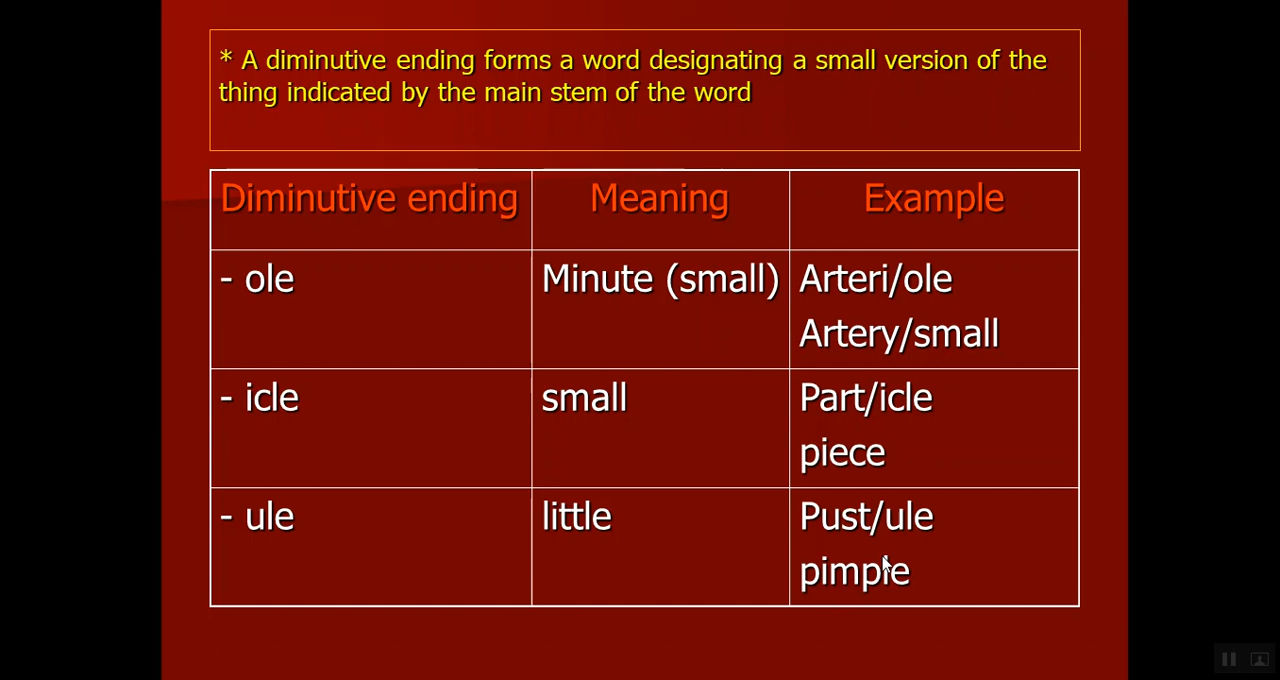 * A diminutive ending forms a word designating a small version of the
thing indicated by the main stem of the word
Diminutive ending Meaning Example
- ole Minute (small) Arteri/ole
Artery/small
- icle small Part/icle
piece
- ule little Pust/ule
pimple